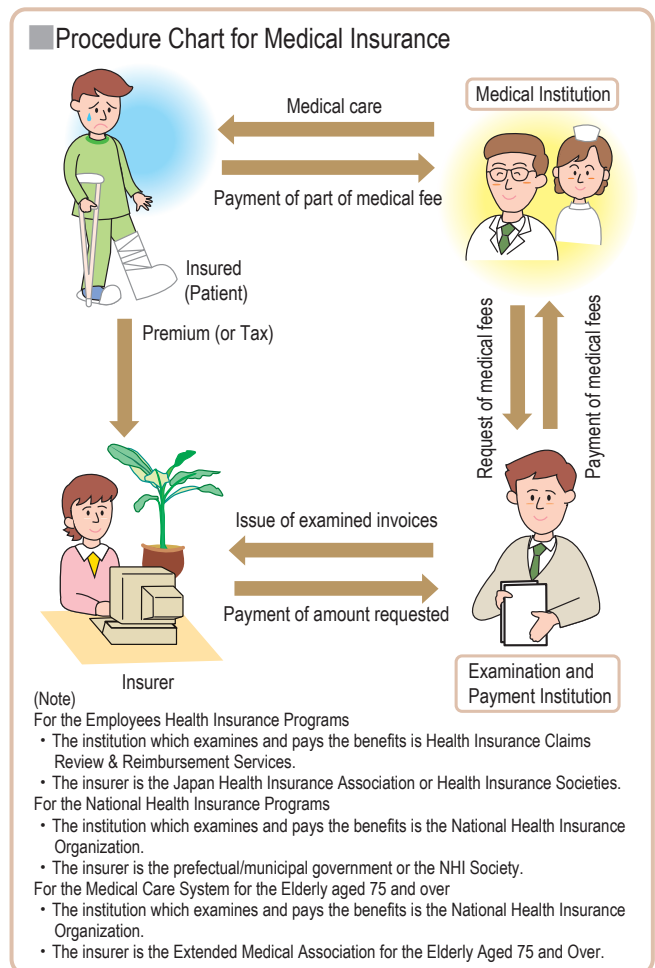 Procedure Chart for Medical Insurance
Medical care
Medical Institution
Payment of part of medical fee
Insured
(Patient)
Premium (or Tax)
Request of medical fees
Payment of medical fees
Issue of examined invoices
Payment of amount requested
Insurer
Examination and
Payment Institution
(Note)
For the Employees Health Insurance Programs
・The institution which examines and pays the benefits is Health Insurance Claims
Review & Reimbursement Services.
・The insurer is the Japan Health Insurance Association or Health Insurance Societies.
For the National Health Insurance Programs
・The institution which examines and pays the benefits is the National Health Insurance
Organization.
・The insurer is the prefectual/municipal government or the NHI Society.
For the Medical Care System for the Elderly aged 75 and over
・The institution which examines and pays the benefits is the National Health Insurance
Organization.
・The insurer is the Extended Medical Association for the Elderly Aged 75 and Over.